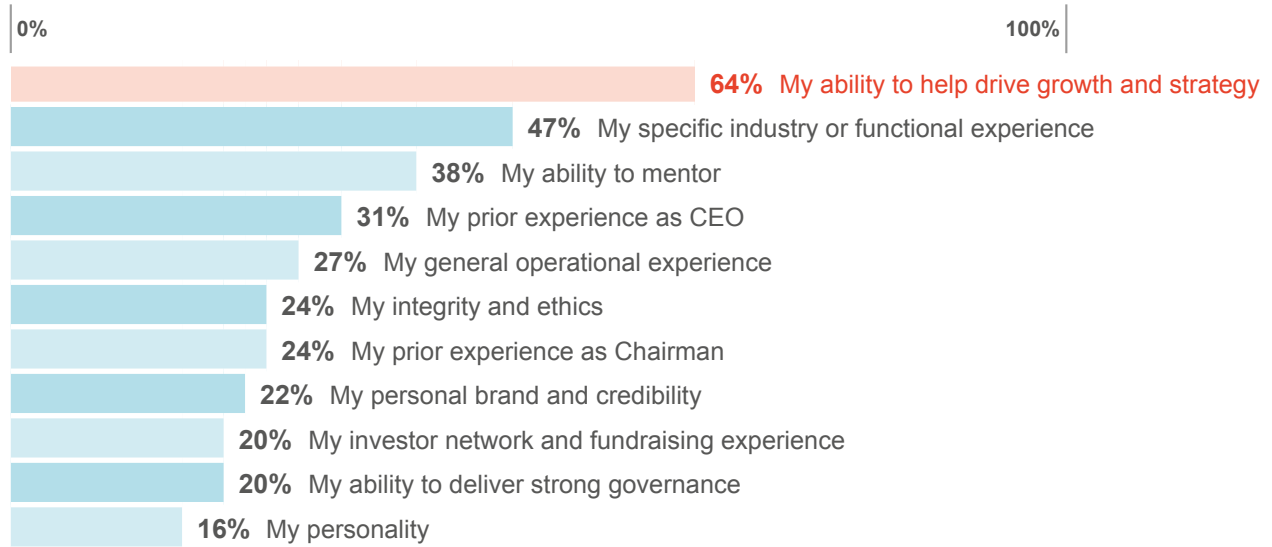 0% 100%
64% My ability to help drive growth and strategy
47% My specific industry or functional experience
38% My ability to mentor
31% My prior experience as CEO
27% My general operational experience
24% My integrity and ethics
24% My prior experience as Chairman
22% My personal brand and credibility
20% My investor network and fundraising experience
20% My ability to deliver strong governance
16% My personality